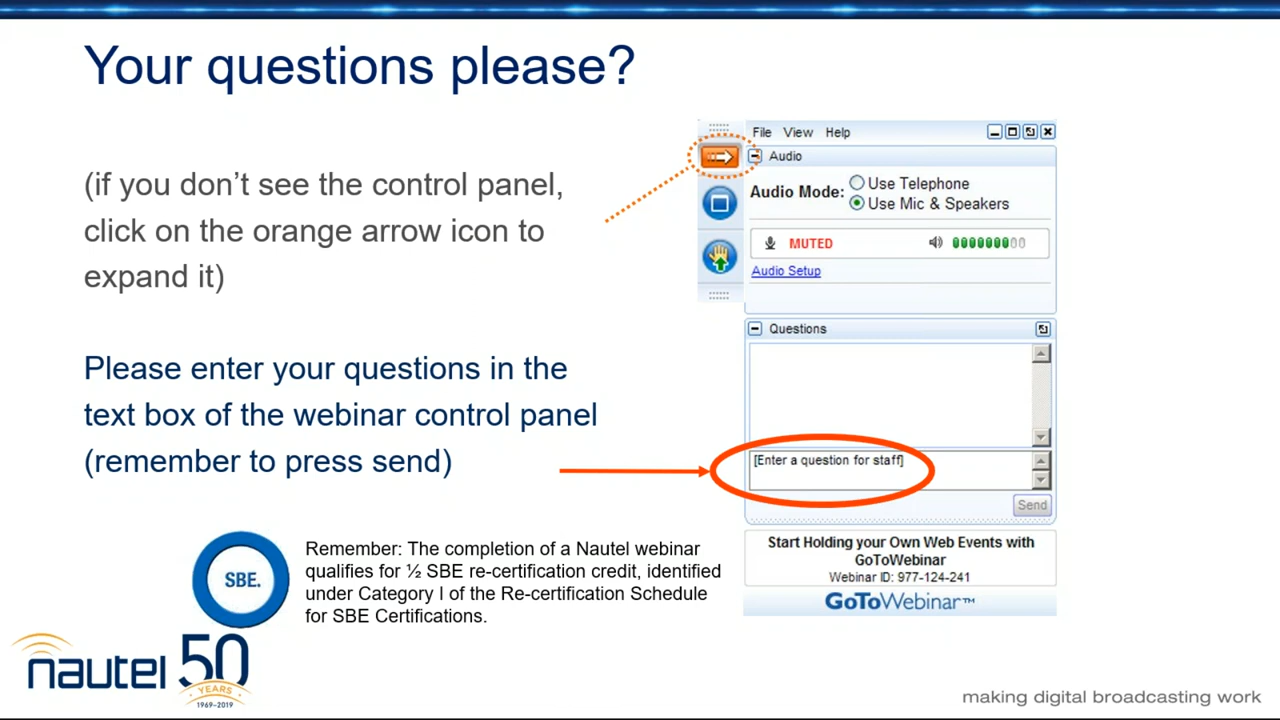 Your questions please?
(if you don’t see the control panel,
click on the orange arrow icon to
expand it)
Please enter your questions in the
text box of the webinar control panel
(remember to press send)
File View Help
Audio
Audio Mode: Use Telephone
Use Mic & Speakers
MUTED
Audio Setup
Questions
[Enter a question for staff]
Send
Start Holding your Own Web Events with
GoToWebinar
Webinar ID: 977-124-241
GoToWebinar™
SBE.
Remember: The completion of a Nautel webinar
qualifies for ½ SBE re-certification credit, identified
under Category I of the Re-certification Schedule
for SBE Certifications.
nautel 50
YEARS
1969-2019
making digital broadcasting work